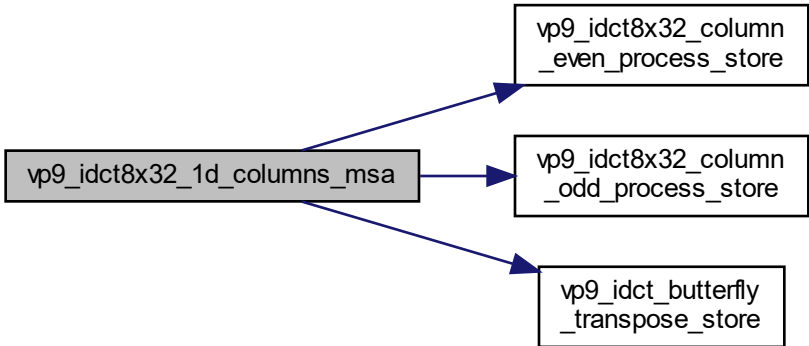 vp9_idct8x32_column
_even_process_store
vp9_idct8x32_1d_columns_msa
vp9_idct8x32_column
_odd_process_store
vp9_idct_butterfly
_transpose_store